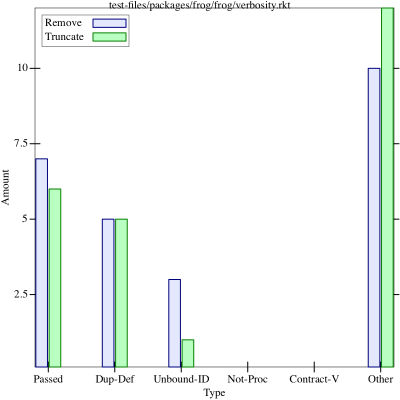 test-files/packages/frog/frog/verbosity.rkt
Remove
Truncate
10
7.5
5
2.5
Amount
Passed Dup-Def Unbound-ID Not-Proc Contract-V Other
Type